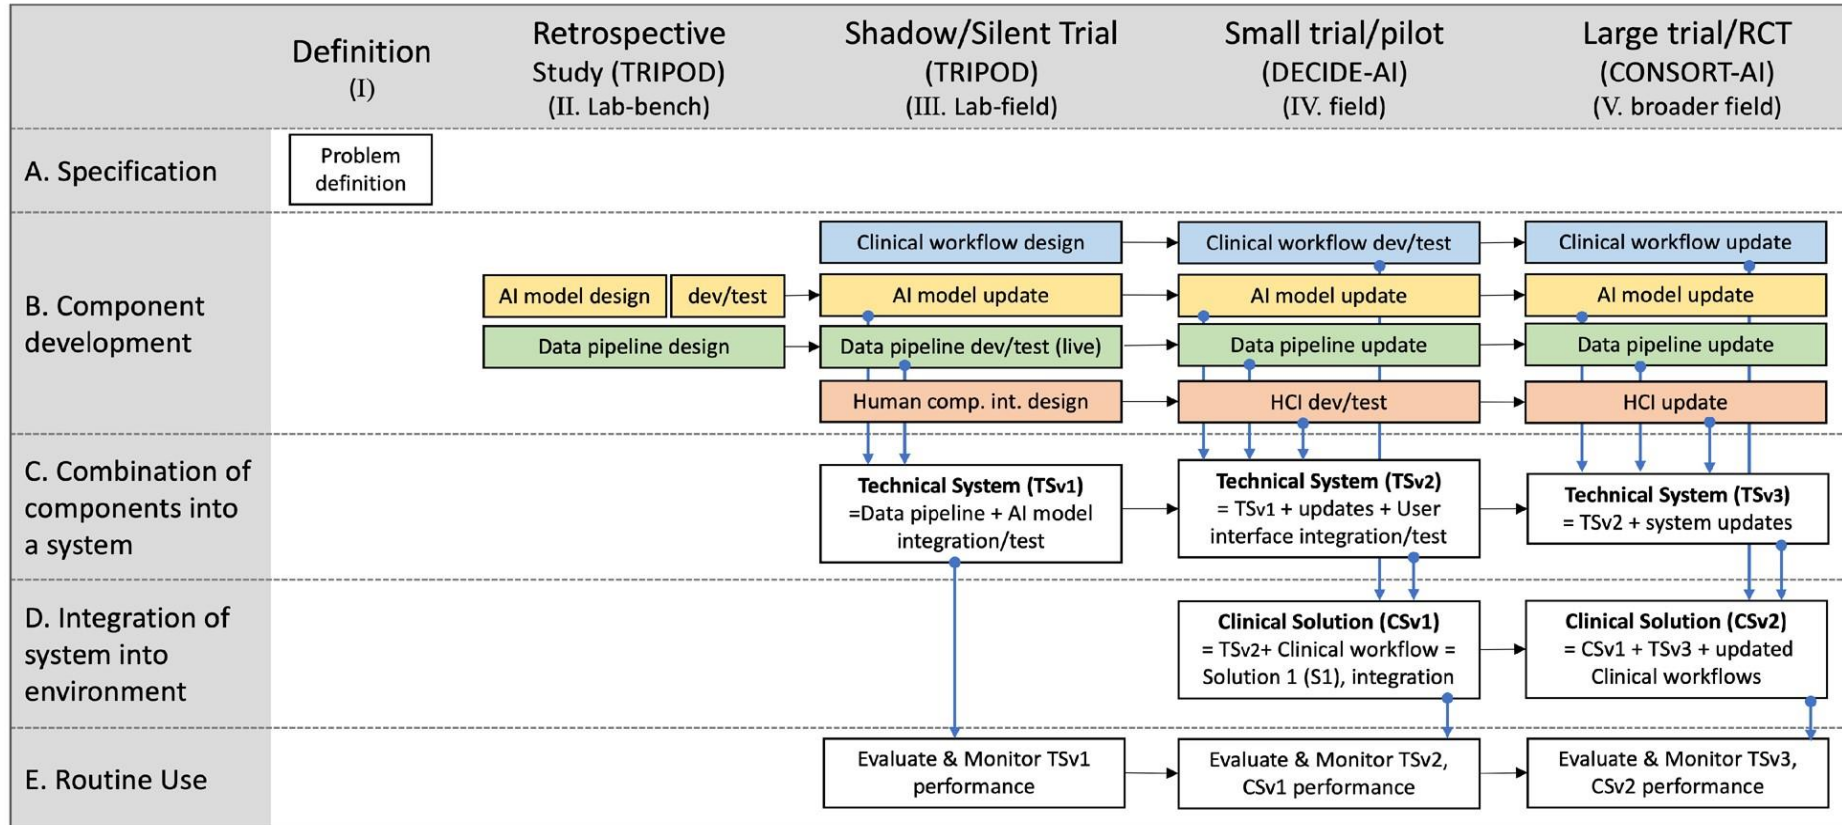 Definition
(I)
Retrospective
Study (TRIPOD)
(II. Lab-bench)
Shadow/Silent Trial
(TRIPOD)
(III. Lab-field)
Small trial/pilot
(DECIDE-AI)
(IV. field)
Large trial/RCT
(CONSORT-AI)
(V. broader field)
A. Specification
Problem
definition
B. Component
development
Clinical workflow design
Clinical workflow dev/test
Clinical workflow update
AI model design
dev/test
AI model update
AI model update
AI model update
Data pipeline design
Data pipeline dev/test (live)
Data pipeline update
Data pipeline update
Human comp. int. design
HCI dev/test
HCI update
C. Combination of
components into
a system
Technical System (TSv1)
=Data pipeline + AI model
integration/test
Technical System (TSv2)
= TSv1 + updates + User
interface integration/test
Technical System (TSv3)
= TSv2 + system updates
D. Integration of
system into
environment
Clinical Solution (CSv1)
= TSv2+ Clinical workflow =
Solution 1 (S1), integration
Clinical Solution (CSv2)
= CSv1 + TSv3 + updated
Clinical workflows
E. Routine Use
Evaluate & Monitor TSv1
performance
Evaluate & Monitor TSv2,
CSv1 performance
Evaluate & Monitor TSv3,
CSv2 performance